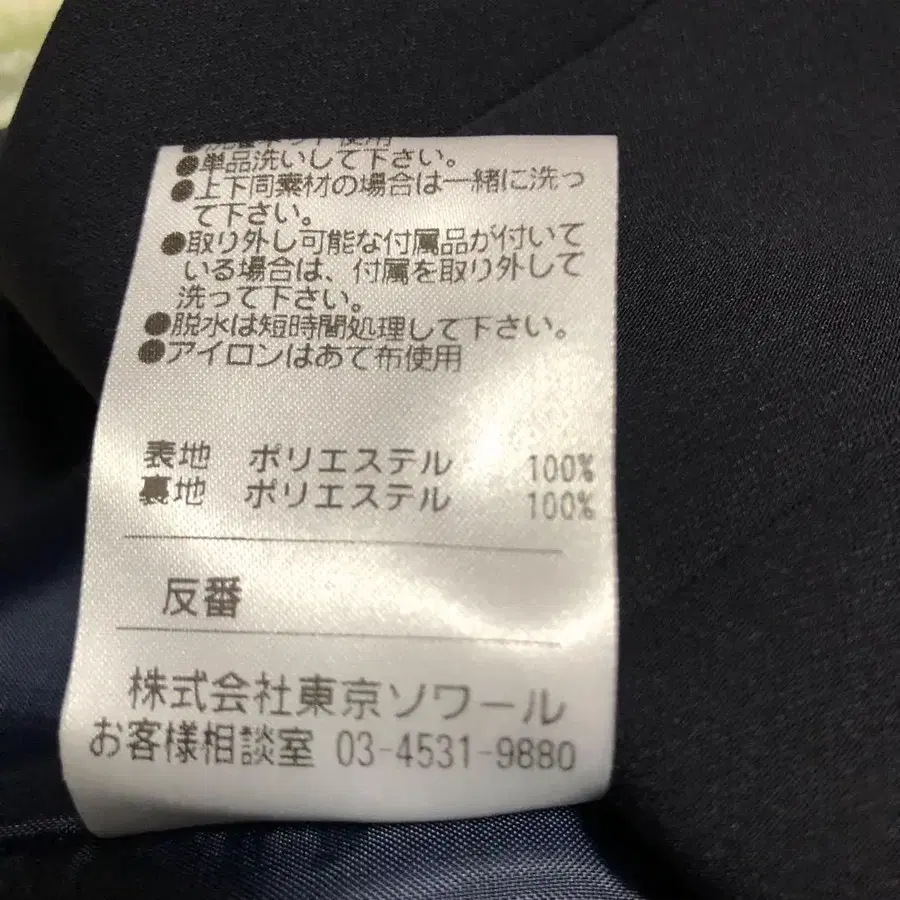 使用
●単品洗いして下さい。
●上下同素材の場合は一緒に洗っ
て下さい。
●取り外し可能な付属品が付いて
いる場合は、付属を取り外して
洗って下さい。
●脱水は短時間処理して下さい。
●アイロンはあて布使用
表地 ポリエステル 100%
裏地 ポリエステル 100%
反番
株式会社東京ソワール
お客様相談室 03-4531-9880